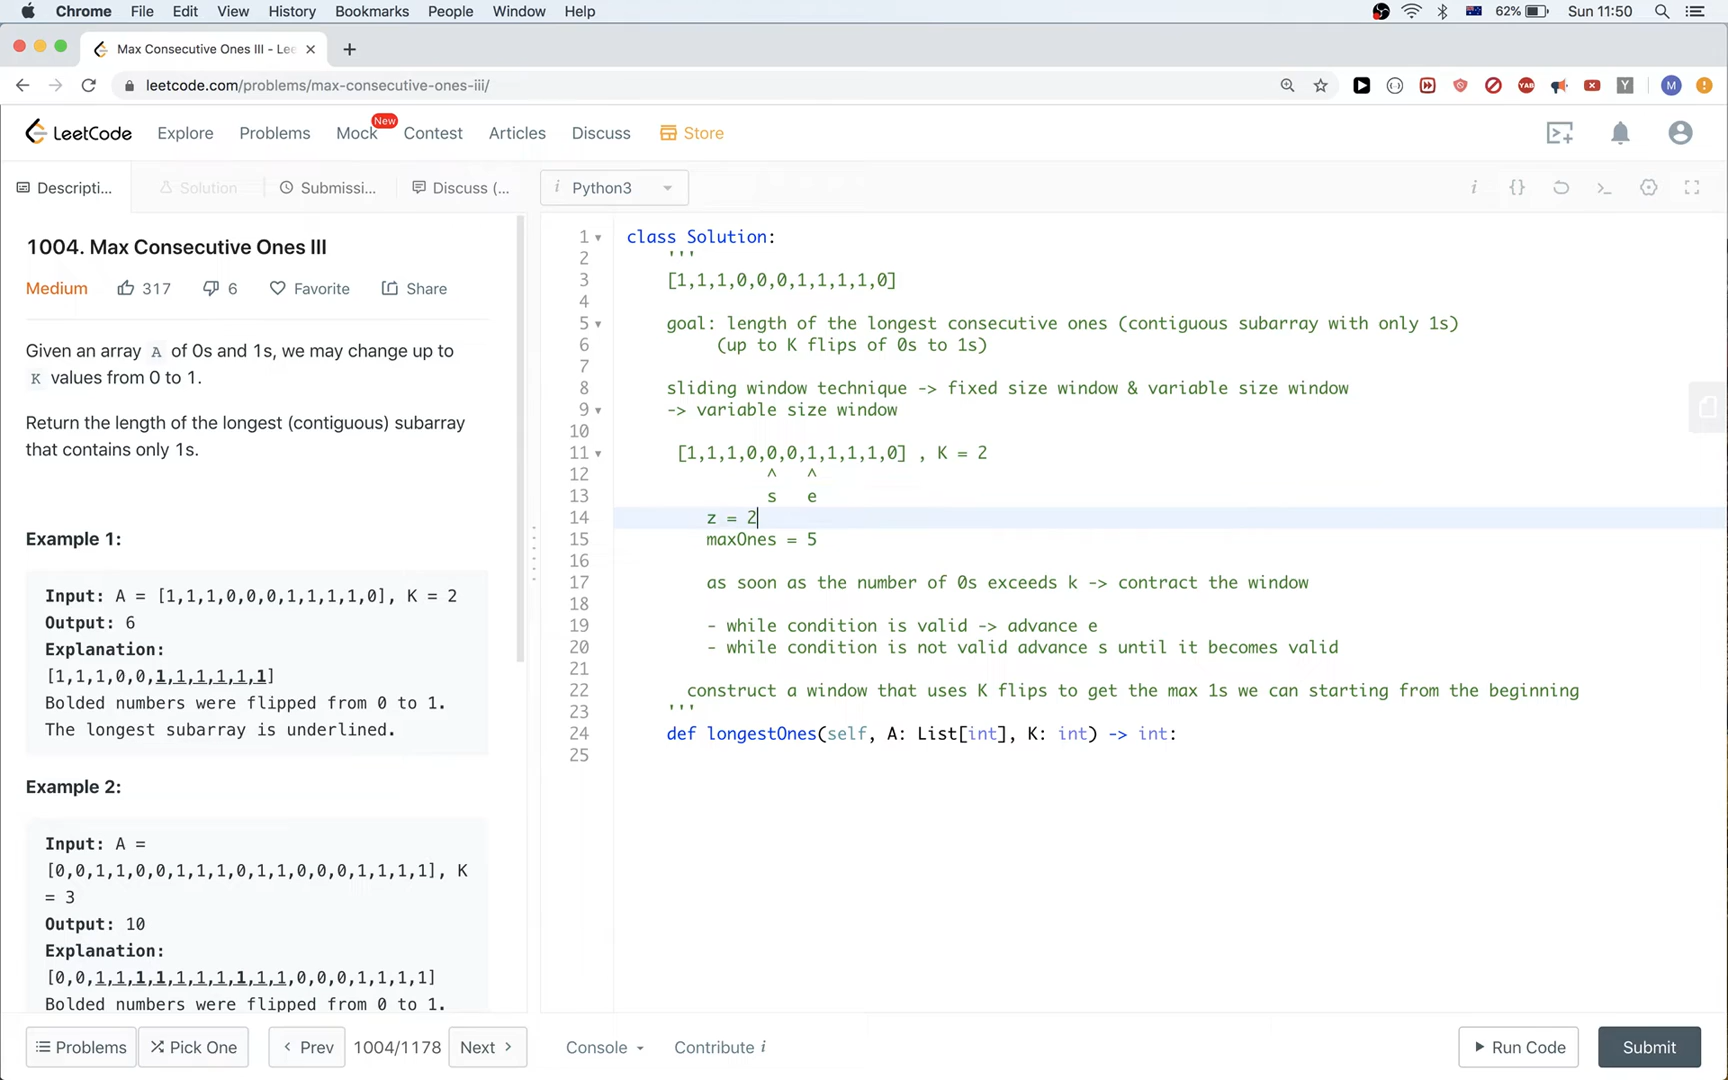 Chrome File Edit View History Bookmarks People Window Help 62% Sun 11:50
Max Consecutive Ones III - Lee
leetcode.com/problems/max-consecutive-ones-iii/
YAB Y M
LeetCode Explore Problems Mock New Contest Articles Discuss Store
Descripti... Solution Submissi... Discuss (... i Python3 i {}
1004. Max Consecutive Ones III
Medium 317 6 Favorite Share
Given an array A of 0s and 1s, we may change up to
K values from 0 to 1.
Return the length of the longest (contiguous) subarray
that contains only 1s.
Example 1:
Input: A = [1,1,1,0,0,0,1,1,1,1,0], K = 2
Output: 6
Explanation:
[1,1,1,0,0,1,1,1,1,1,1]
Bolded numbers were flipped from 0 to 1.
The longest subarray is underlined.
Example 2:
Input: A =
[0,0,1,1,0,0,1,1,1,0,1,1,0,0,0,1,1,1,1], K
= 3
Output: 10
Explanation:
[0,0,1,1,1,1,1,1,1,1,1,1,0,0,0,1,1,1,1]
Bolded numbers were flipped from 0 to 1.
1 class Solution:
2 '''
3 [1,1,1,0,0,0,1,1,1,1,0]
4
5 goal: length of the longest consecutive ones (contiguous subarray with only 1s)
6 (up to K flips of 0s to 1s)
7
8 sliding window technique -> fixed size window & variable size window
9 -> variable size window
10
11 [1,1,1,0,0,0,1,1,1,1,0] , K = 2
12 ^ ^
13 s e
14 z = 2
15 maxOnes = 5
16
17 as soon as the number of 0s exceeds k -> contract the window
18
19 - while condition is valid -> advance e
20 - while condition is not valid advance s until it becomes valid
21
22 construct a window that uses K flips to get the max 1s we can starting from the beginning
23 '''
24 def longestOnes(self, A: List[int], K: int) -> int:
25
Problems Pick One Prev 1004/1178 Next Console Contribute i Run Code Submit